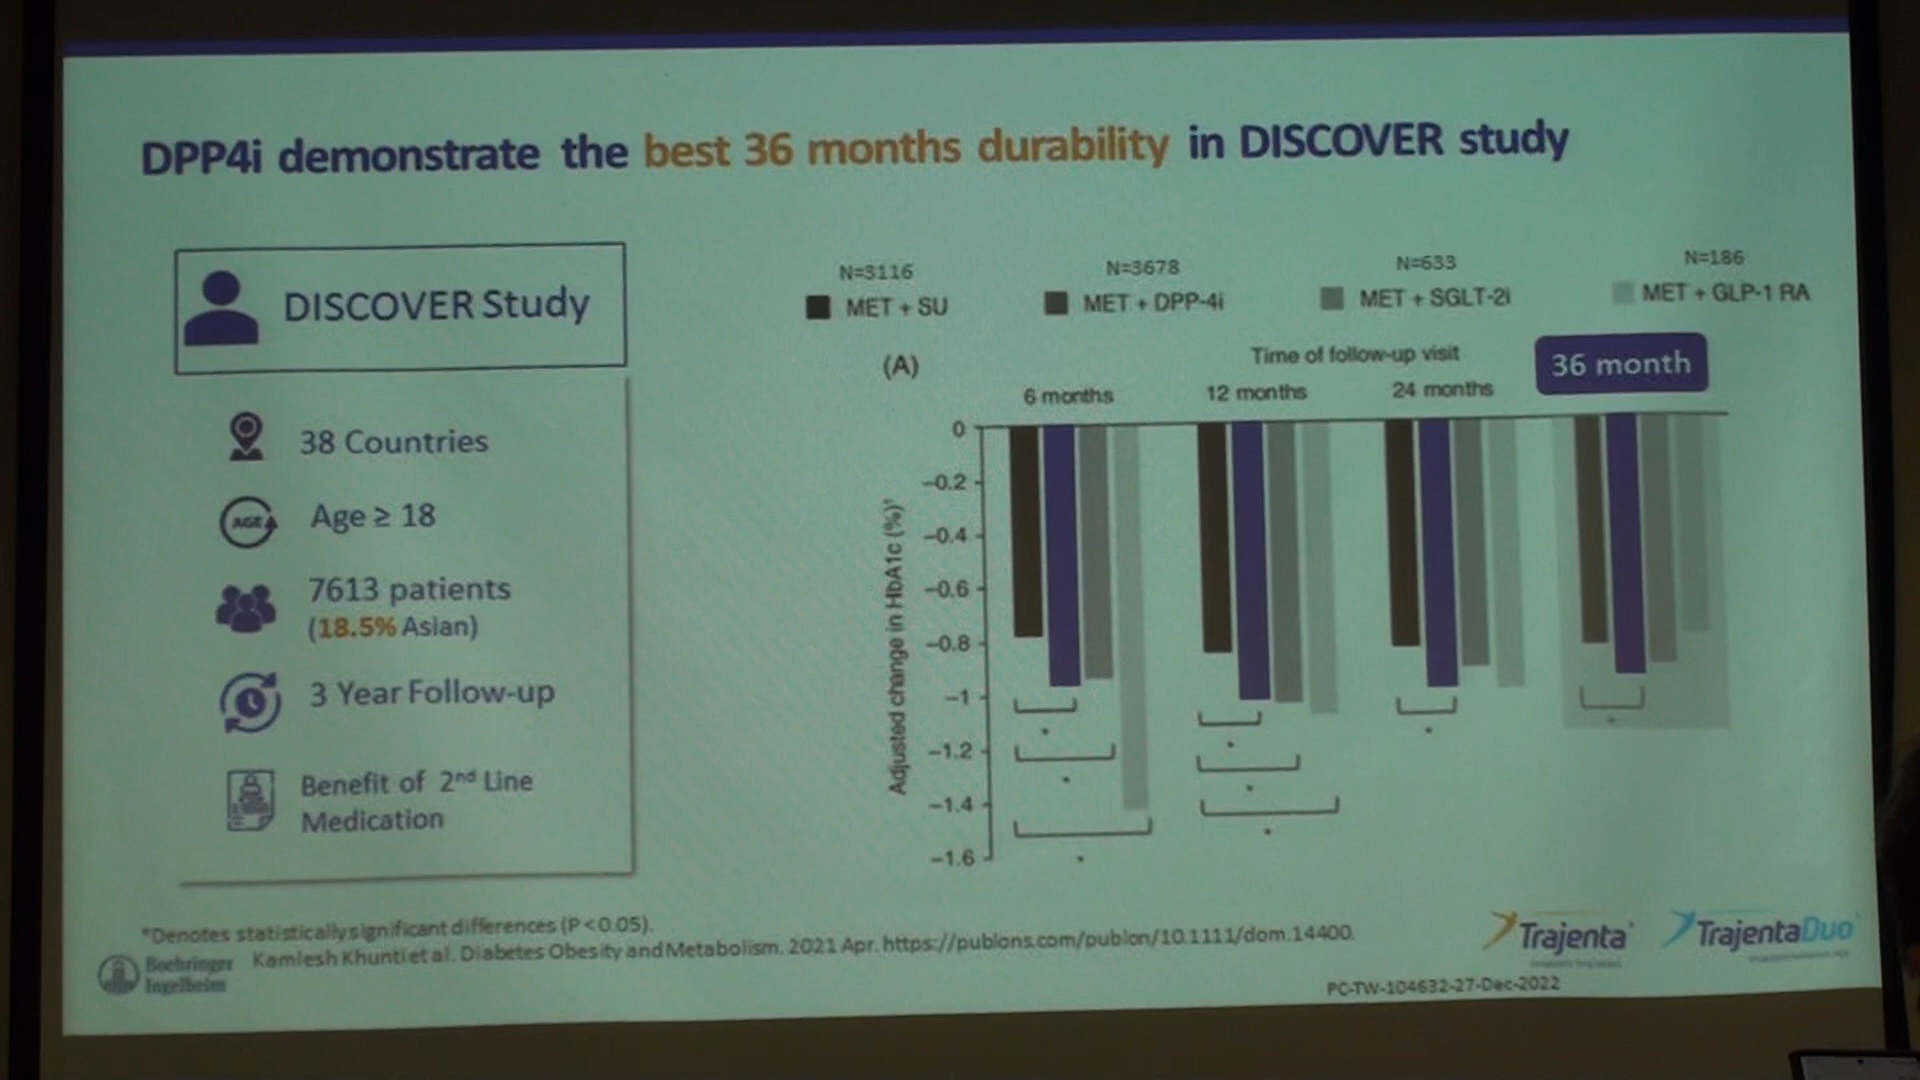 DPP4i demonstrate the best 36 months durability in DISCOVER study
DISCOVER Study
38 Countries
AGE
Age ≥ 18
7613 patients
(18.5% Asian)
3 Year Follow-up
Benefit of 2nd Line
Medication
N=3116
MET + SU
N=3678
MET + DPP-4i
N=633
MET + SGLT-2i
N=186
MET + GLP-1 RA
(A)
Time of follow-up visit
6 months
12 months
24 months
36 month
Adjusted change in HbA1c (%)¹
0
−0.2
−0.4
−0.6
−0.8
−1
−1.2
−1.4
−1.6
*Denotes statistically significant differences (P<0.05).
Kamlesh Khunti et al. Diabetes Obesity and Metabolism. 2021 Apr. https://publons.com/publon/10.1111/dom.14400.
Boehringer
Ingelheim
Trajenta
TrajentaDuo
PC-TW-104632-27-Dec-2022